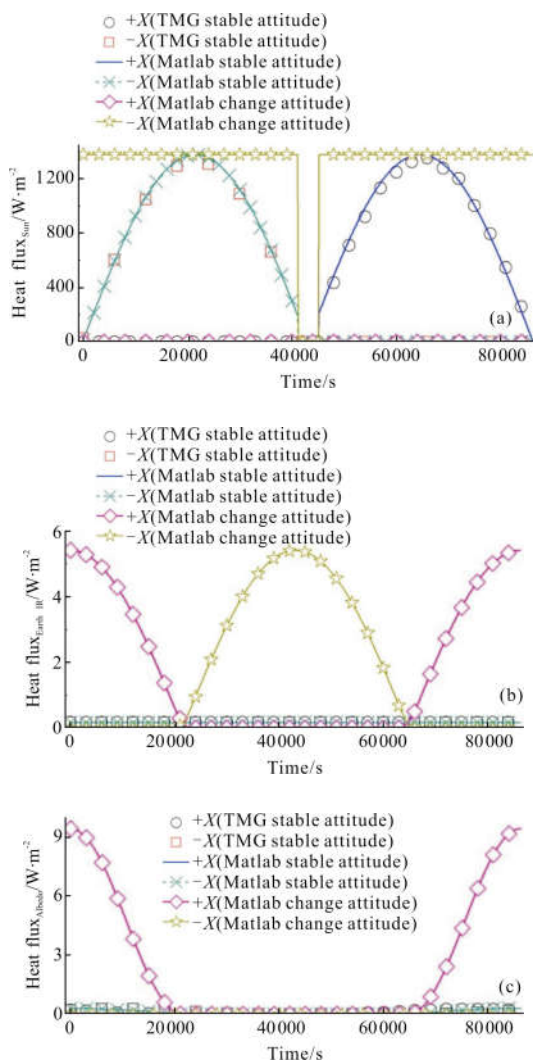 +X(TMG stable attitude)
−X(TMG stable attitude)
+X(Matlab stable attitude)
−X(Matlab stable attitude)
+X(Matlab change attitude)
−X(Matlab change attitude)
Heat fluxSun/W·m-2
1200
800
400
0
(a)
0 20000 40000 60000 80000
Time/s
+X(TMG stable attitude)
−X(TMG stable attitude)
+X(Matlab stable attitude)
−X(Matlab stable attitude)
+X(Matlab change attitude)
−X(Matlab change attitude)
Heat fluxEarth IR/W·m-2
6
4
2
0
(b)
0 20000 40000 60000 80000
Time/s
+X(TMG stable attitude)
−X(TMG stable attitude)
+X(Matlab stable attitude)
−X(Matlab stable attitude)
+X(Matlab change attitude)
−X(Matlab change attitude)
Heat fluxAlbedo/W·m-2
9
6
3
0
(c)
0 20000 40000 60000 80000
Time/s